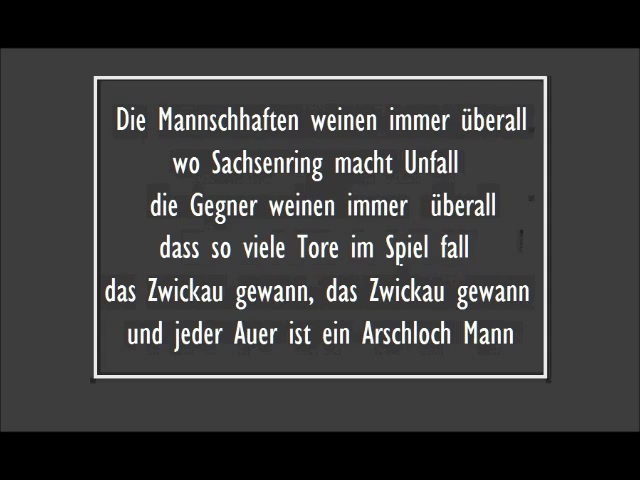 Die Mannschhaften weinen immer überall
wo Sachsenring macht Unfall
die Gegner weinen immer überall
dass so viele Tore im Spiel fall
das Zwickau gewann, das Zwickau gewann
und jeder Auer ist ein Arschloch Mann